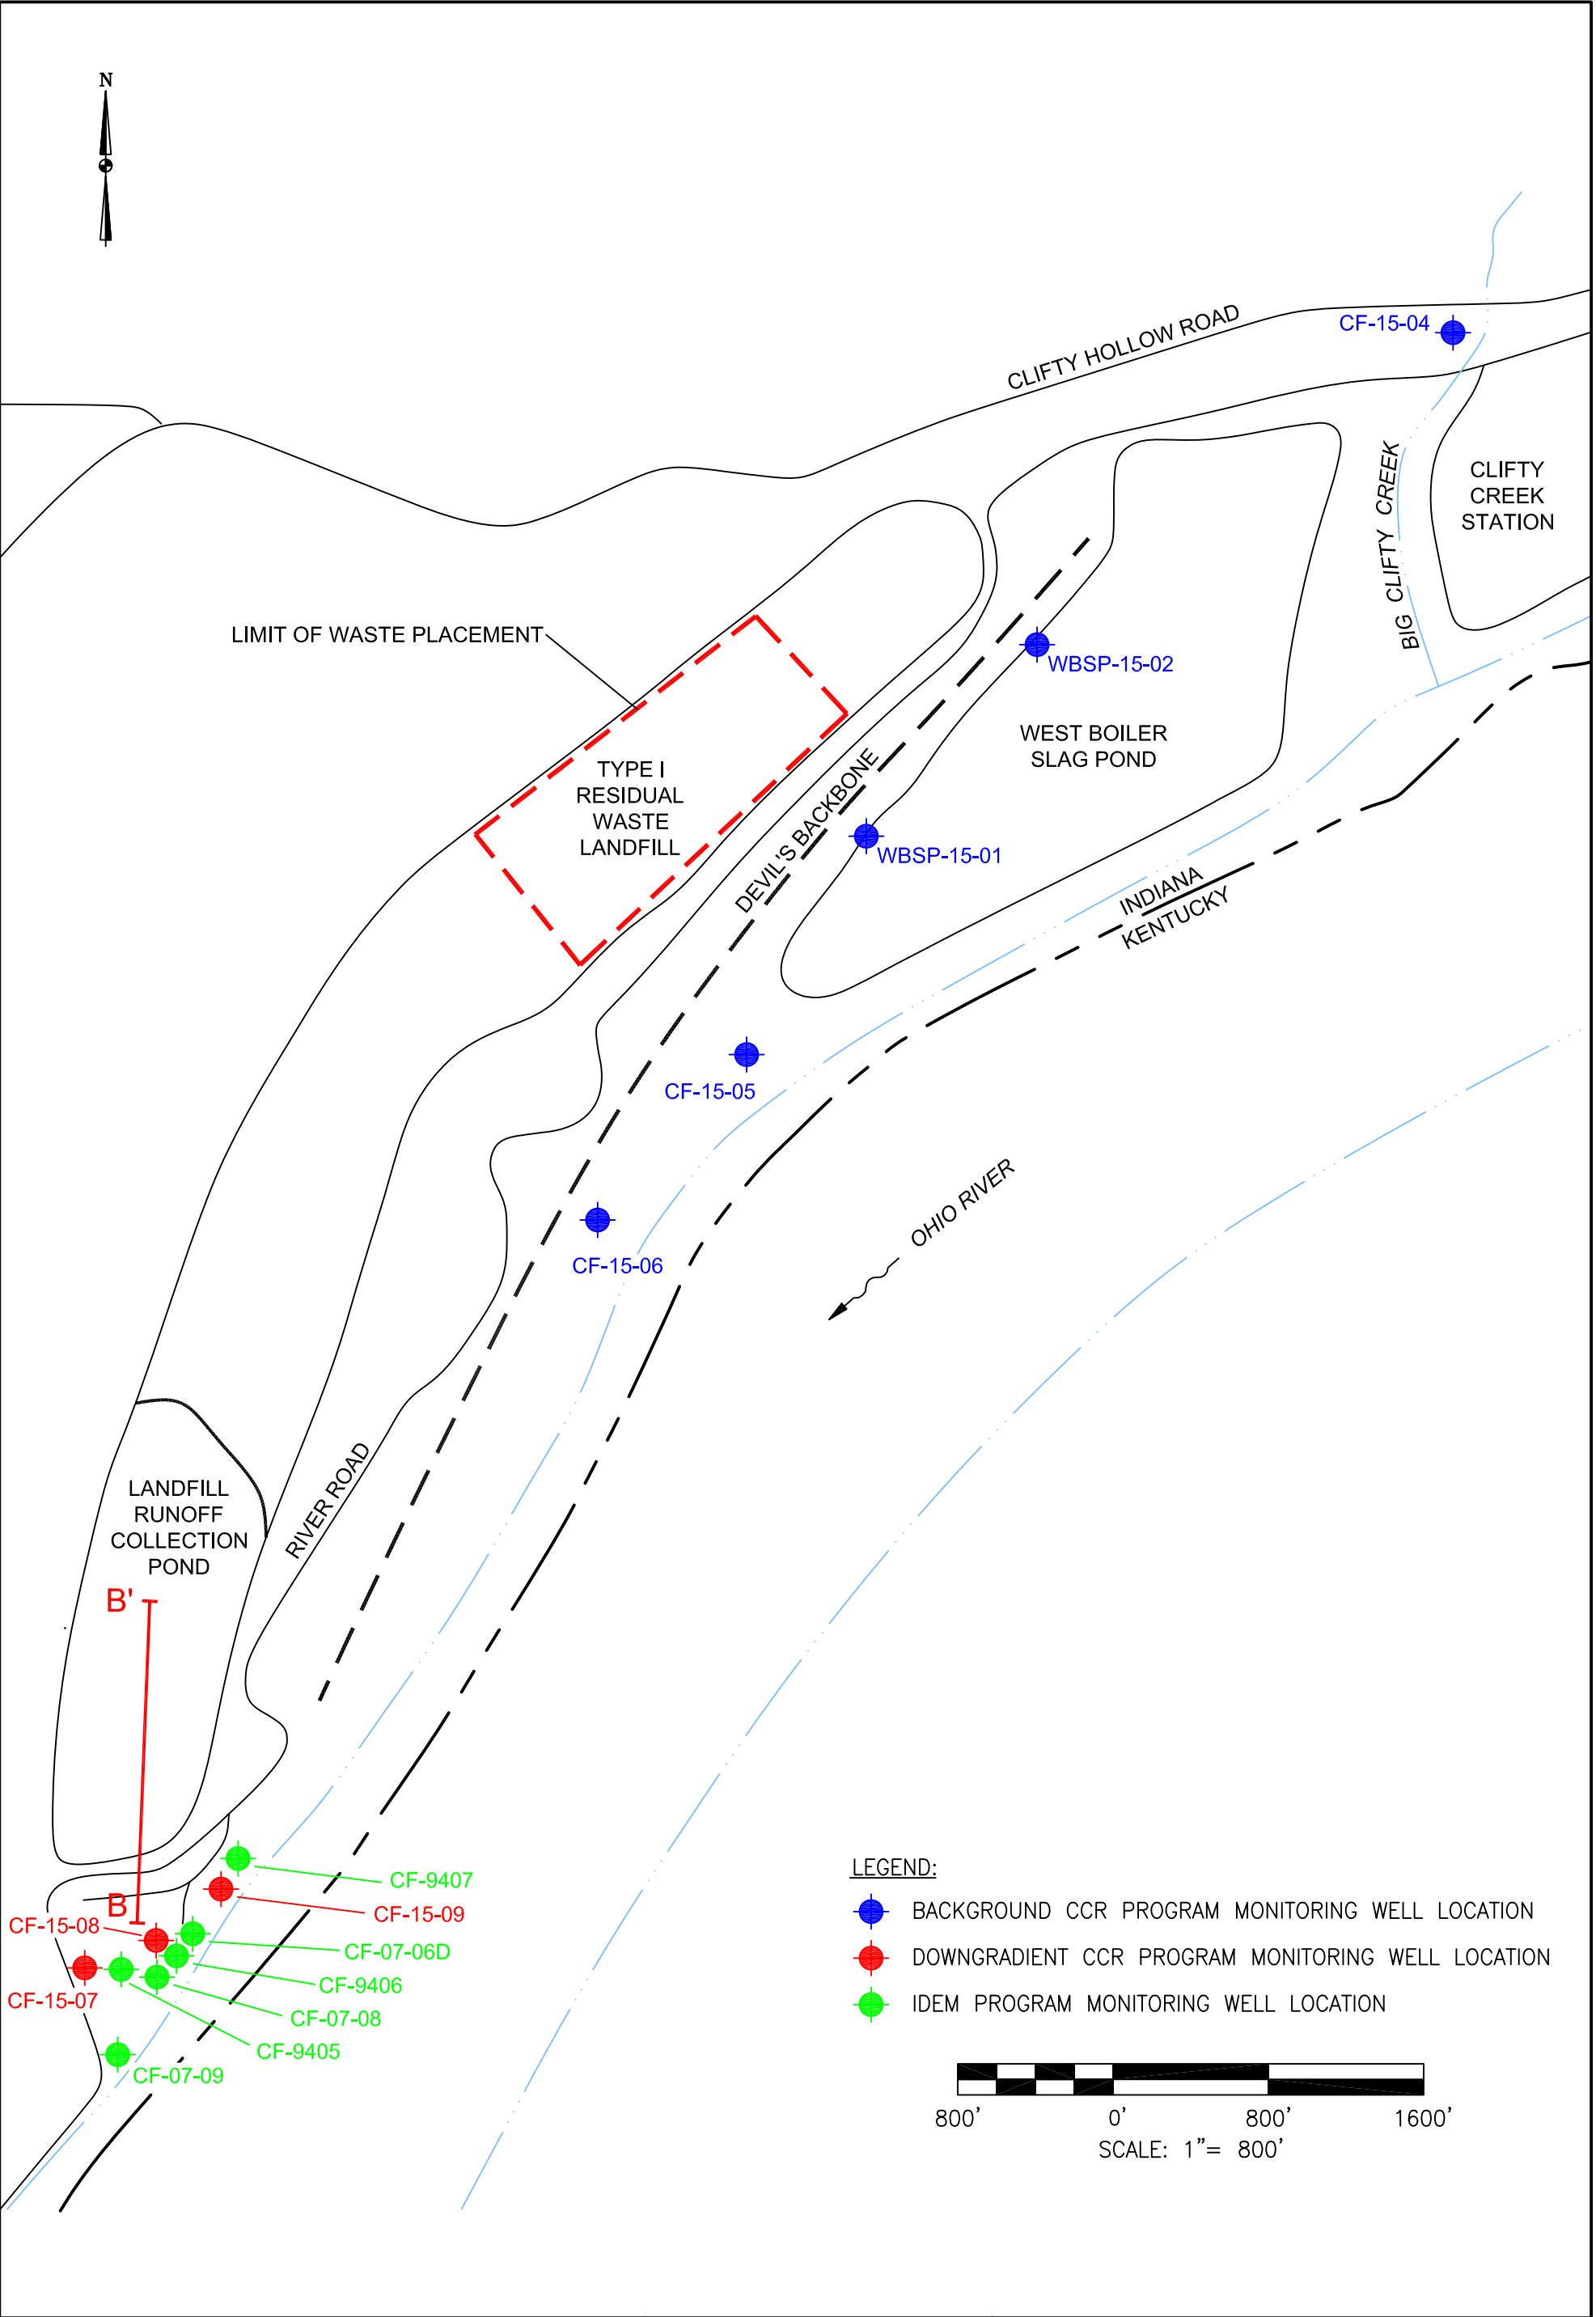 N
CLIFTY HOLLOW ROAD
CF-15-04
BIG CLIFTY CREEK
CLIFTY
CREEK
STATION
LIMIT OF WASTE PLACEMENT
WBSP-15-02
WEST BOILER
SLAG POND
TYPE I
RESIDUAL
WASTE
LANDFILL
DEVIL'S BACKBONE
WBSP-15-01
INDIANA
KENTUCKY
CF-15-05
OHIO RIVER
CF-15-06
LANDFILL
RUNOFF
COLLECTION
POND
RIVER ROAD
B'
B
CF-9407
CF-15-09
CF-15-08
CF-07-06D
CF-9406
CF-15-07
CF-07-08
CF-9405
CF-07-09
LEGEND:
BACKGROUND CCR PROGRAM MONITORING WELL LOCATION
DOWNGRADIENT CCR PROGRAM MONITORING WELL LOCATION
IDEM PROGRAM MONITORING WELL LOCATION
800' 0' 800' 1600'
SCALE: 1"= 800'